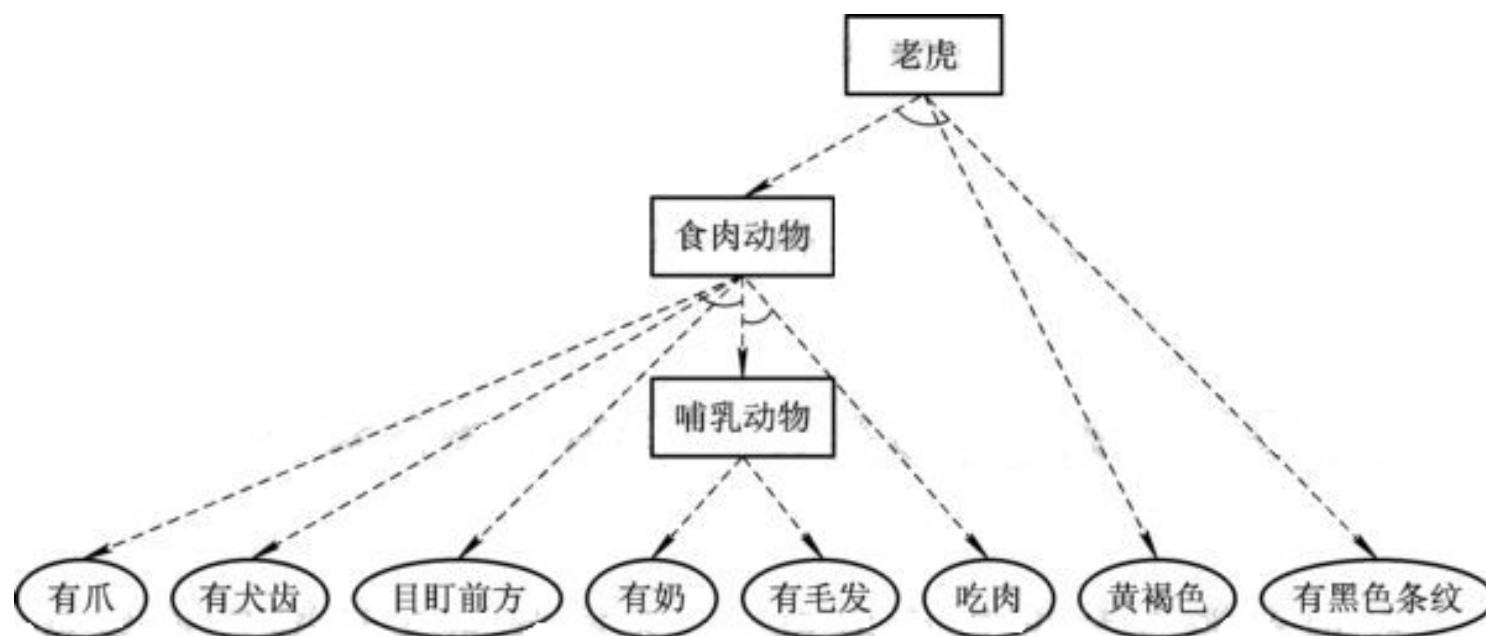 老虎
食肉动物
哺乳动物
有爪 有犬齿 目盯前方 有奶 有毛发 吃肉 黄褐色 有黑色条纹